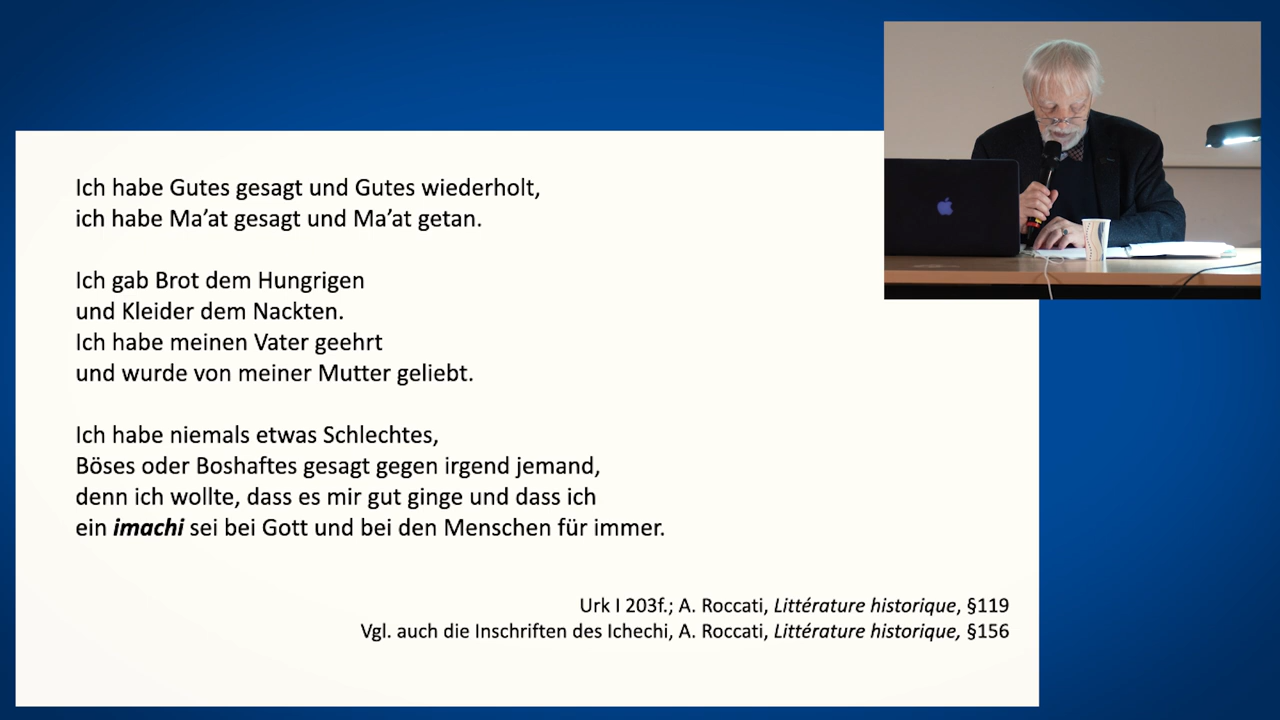 Ich habe Gutes gesagt und Gutes wiederholt,
ich habe Ma’at gesagt und Ma’at getan.
Ich gab Brot dem Hungrigen
und Kleider dem Nackten.
Ich habe meinen Vater geehrt
und wurde von meiner Mutter geliebt.
Ich habe niemals etwas Schlechtes,
Böses oder Boshaftes gesagt gegen irgend jemand,
denn ich wollte, dass es mir gut ginge und dass ich
ein imachi sei bei Gott und bei den Menschen für immer.
Urk I 203f.; A. Roccati, Littérature historique, §119
Vgl. auch die Inschriften des Ichechi, A. Roccati, Littérature historique, §156